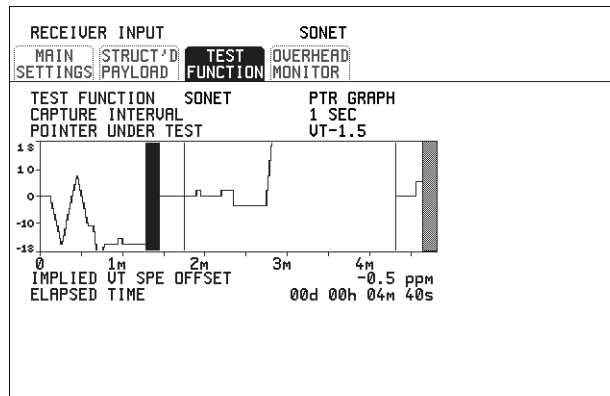 RECEIVER INPUT SONET
MAIN SETTINGS STRUCT'D PAYLOAD TEST FUNCTION OVERHEAD MONITOR
TEST FUNCTION SONET PTR GRAPH
CAPTURE INTERVAL 1 SEC
POINTER UNDER TEST VT-1.5
18
10
0
-10
-18
0 1m 2m 3m 4m
IMPLIED VT SPE OFFSET -0.5 ppm
ELAPSED TIME 00d 00h 04m 40s